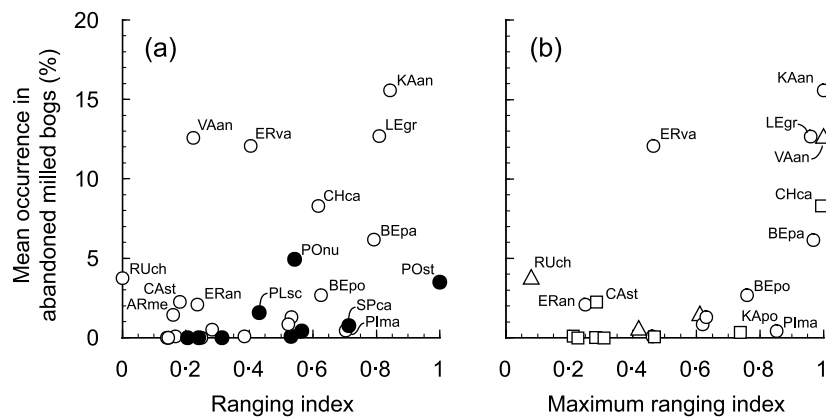 20
15
10
5
0
Mean occurrence in
abandoned milled bogs (%)
(a)
KAan
VAan
ERva
LEgr
CHca
BEpa
POnu
POst
RUch
CAst
ERan
ARme
PLsc
BEpo
SPca
PIma
0 0·2 0·4 0·6 0·8 1
Ranging index
(b)
KAan
LEgr
VAan
ERva
CHca
BEpa
RUch
ERan
CAst
BEpo
KApo
PIma
0 0·2 0·4 0·6 0·8 1
Maximum ranging index